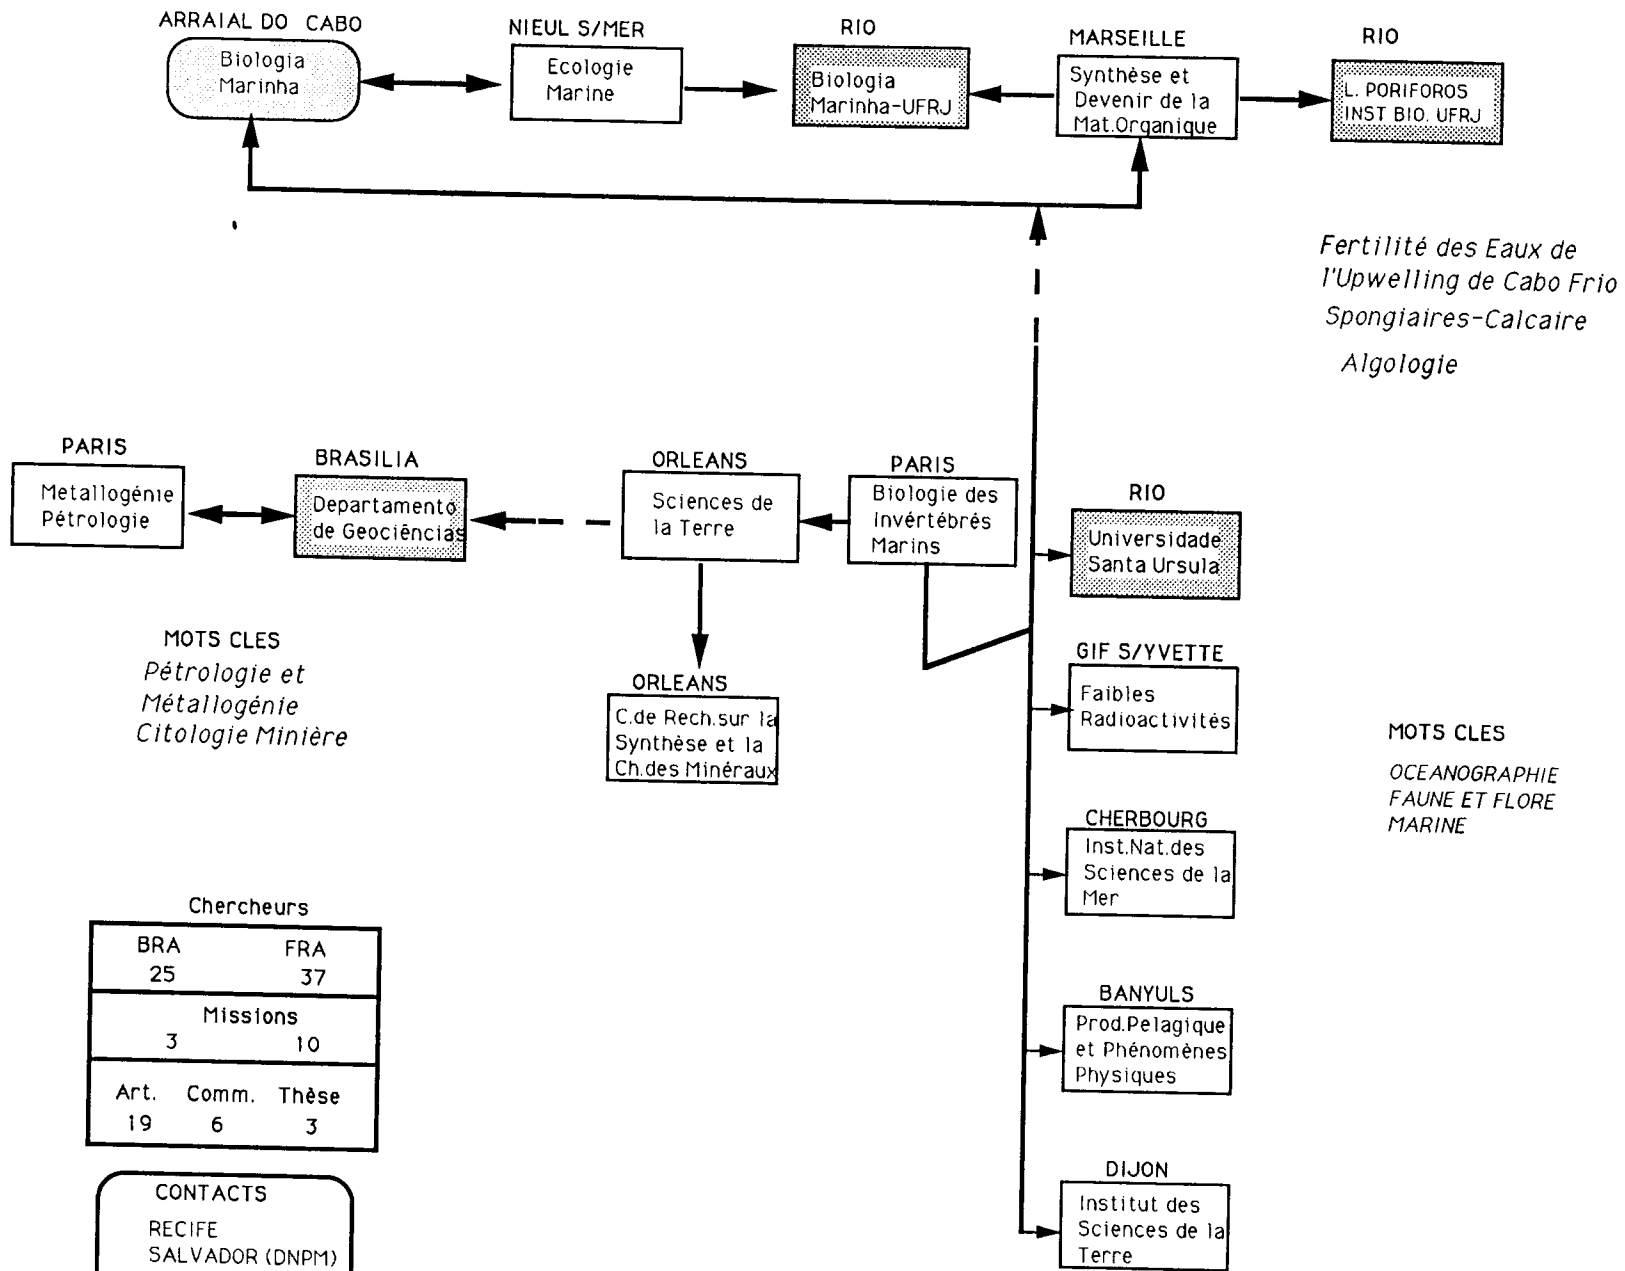 ARRAIAL DO CABO
Biologia
Marinha
NIEUL S/MER
Ecologie
Marine
RIO
Biologia
Marinha-UFRJ
MARSEILLE
Synthèse et
Devenir de la
Mat.Organique
RIO
L. PORIFOROS
INST BIO. UFRJ
Fertilité des Eaux de
l'Upwelling de Cabo Frio
Spongiaires-Calcaire
Algologie
PARIS
Metallogénie
Pétrologie
BRASILIA
Departamento
de Geociências
ORLEANS
Sciences de
la Terre
PARIS
Biologie des
Invértébrés
Marins
RIO
Universidade
Santa Ursula
MOTS CLES
Pétrologie et
Métallogénie
Citologie Minière
ORLEANS
C.de Rech.sur la
Synthèse et la
Ch.des Minéraux
GIF S/YVETTE
Faibles
Radioactivités
MOTS CLES
OCEANOGRAPHIE
FAUNE ET FLORE
MARINE
CHERBOURG
Inst.Nat.des
Sciences de la
Mer
Chercheurs
BRA FRA
25 37
Missions
3 10
Art. Comm. Thèse
19 6 3
BANYULS
Prod.Pelagique
et Phénomènes
Physiques
CONTACTS
RECIFE
SALVADOR (DNPM)
DIJON
Institut des
Sciences de la
Terre